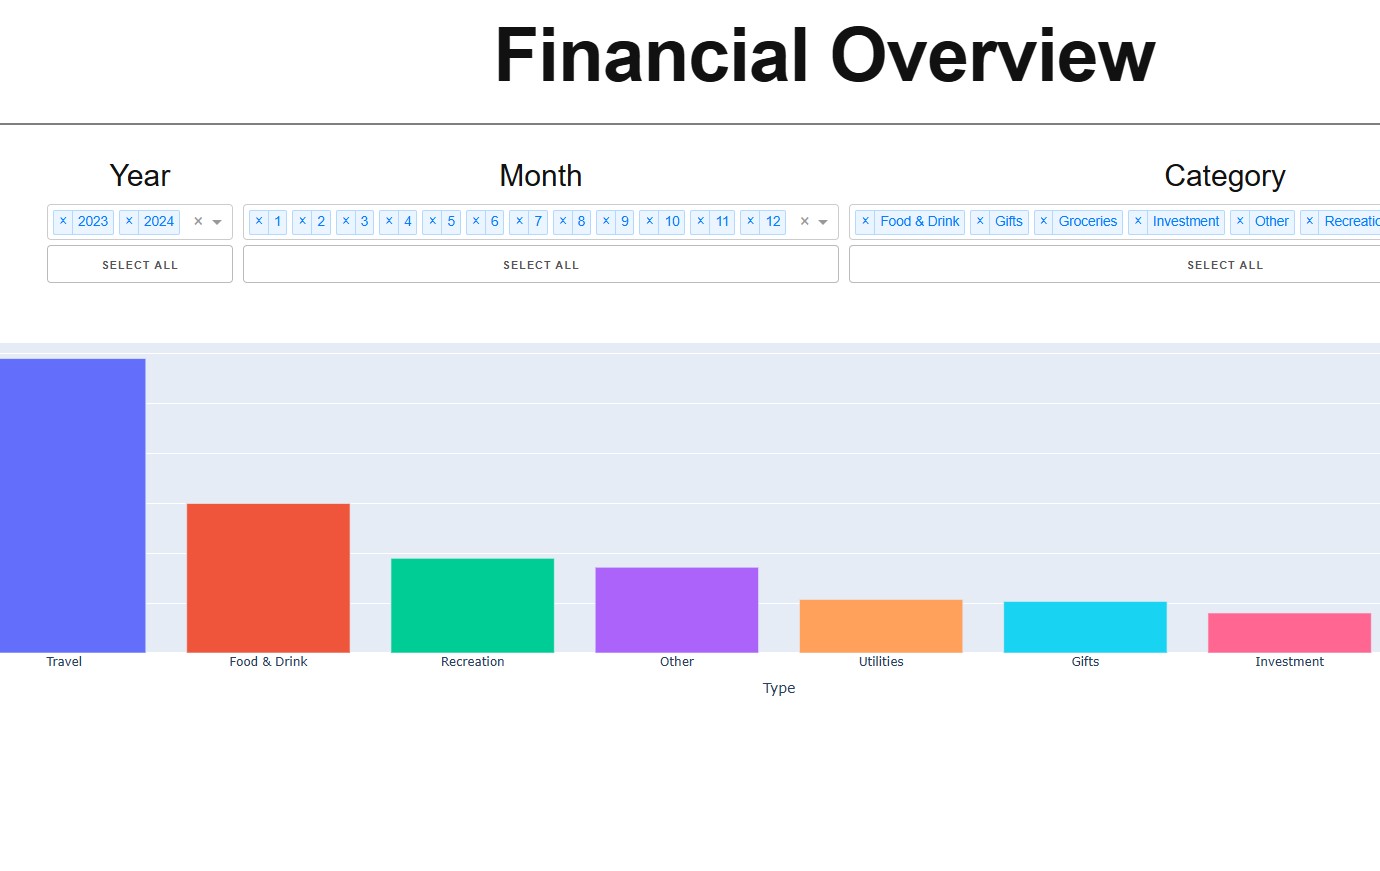 Financial Overview
Year Month Category
× 2023 × 2024 × × 1 × 2 × 3 × 4 × 5 × 6 × 7 × 8 × 9 × 10 × 11 × 12 × × Food & Drink × Gifts × Groceries × Investment × Other × Recreatio
SELECT ALL SELECT ALL SELECT ALL
Travel Food & Drink Recreation Other Utilities Gifts Investment
Type